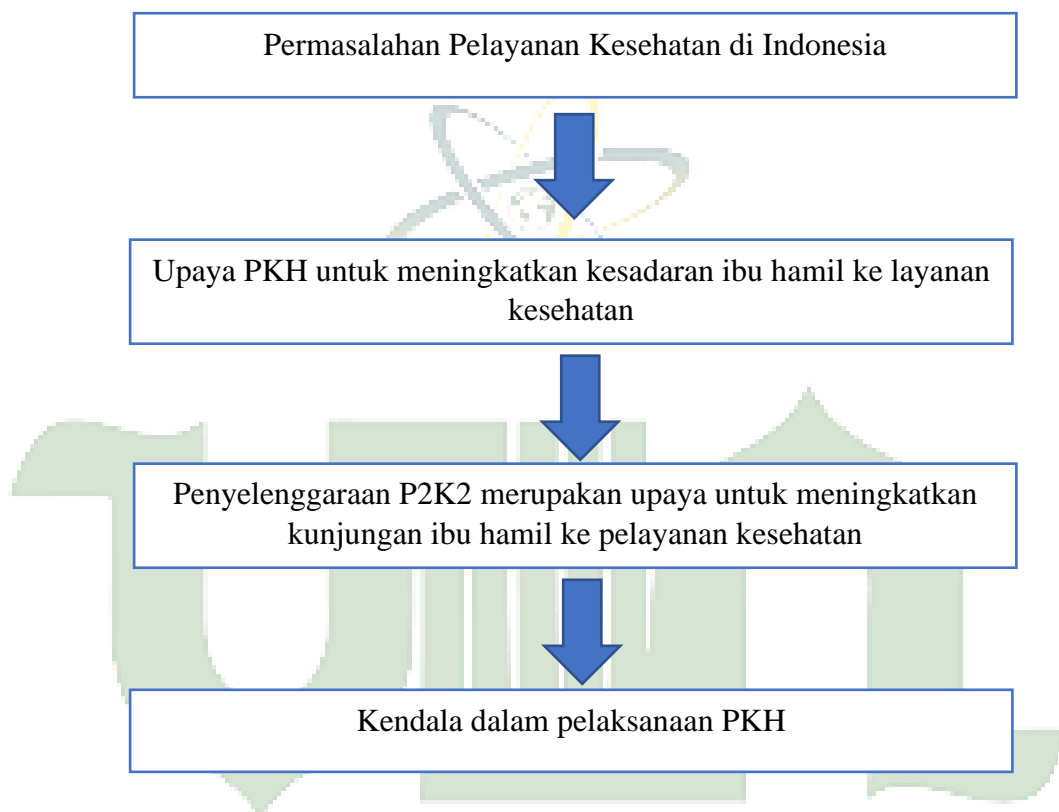 Permasalahan Pelayanan Kesehatan di Indonesia
Upaya PKH untuk meningkatkan kesadaran ibu hamil ke layanan
kesehatan
Penyelenggaraan P2K2 merupakan upaya untuk meningkatkan
kunjungan ibu hamil ke pelayanan kesehatan
Kendala dalam pelaksanaan PKH